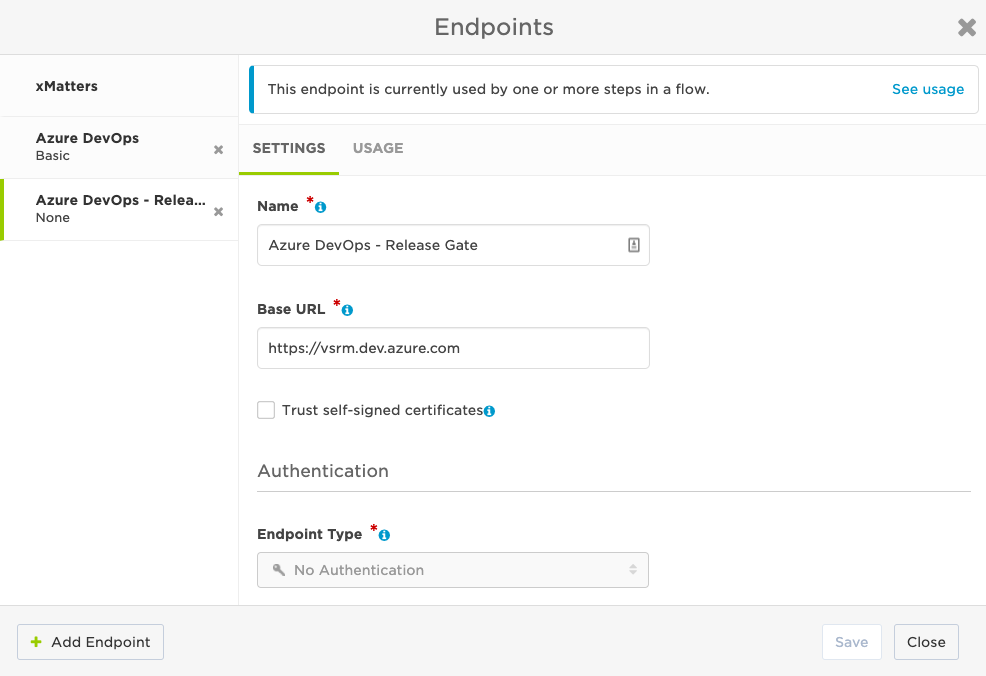 Endpoints
xMatters
Azure DevOps
Basic
Azure DevOps - Relea...
None
This endpoint is currently used by one or more steps in a flow.
See usage
SETTINGS
USAGE
Name *
Azure DevOps - Release Gate
Base URL *
https://vsrm.dev.azure.com
Trust self-signed certificates
Authentication
Endpoint Type *
No Authentication
+ Add Endpoint
Save
Close